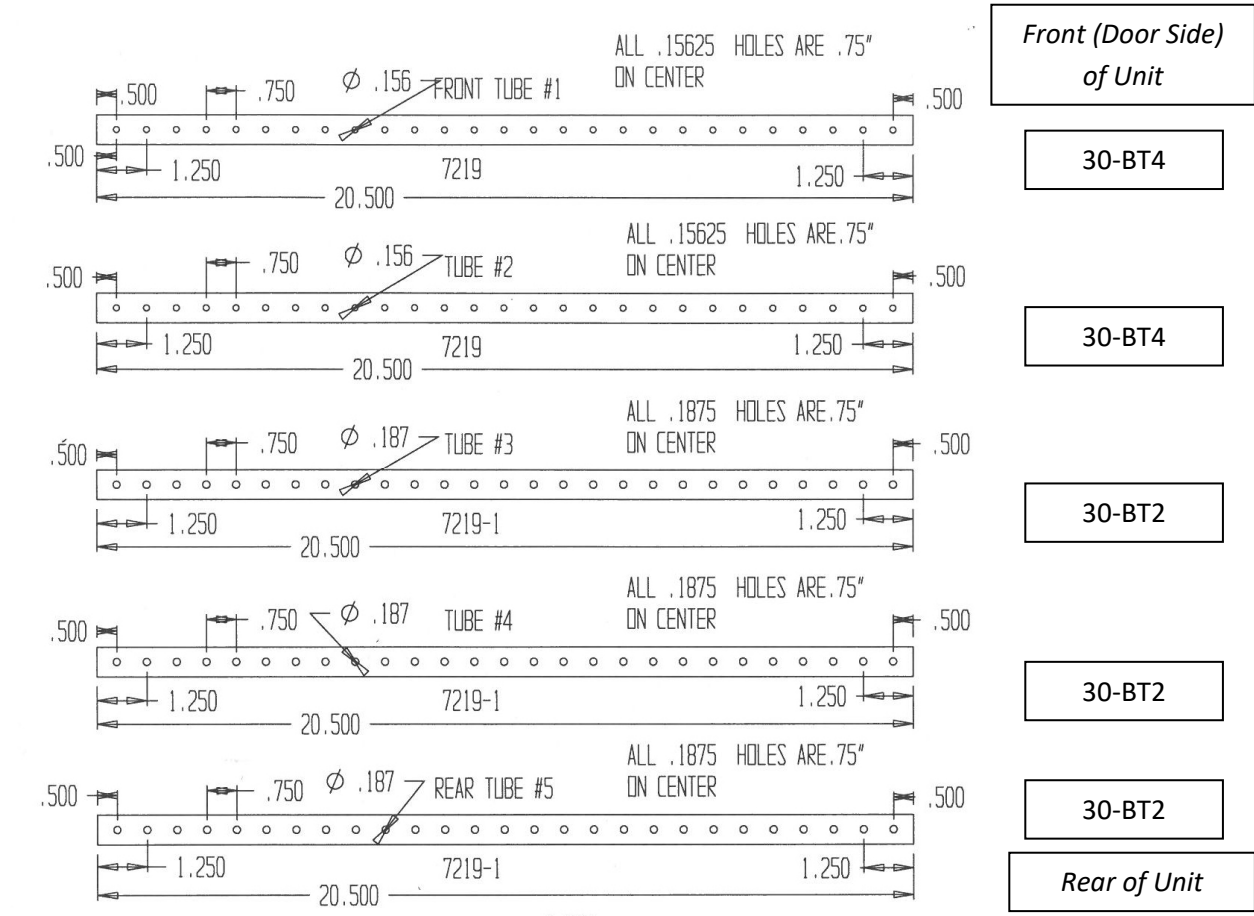 ALL .15625 HOLES ARE .75"
ON CENTER
Front (Door Side)
of Unit
.500
.750
Ø .156
FRONT TUBE #1
.500
.500
1.250
7219
1.250
20.500
30-BT4
ALL .15625 HOLES ARE.75"
ON CENTER
.500
.750
Ø .156
TUBE #2
.500
1.250
7219
1.250
20.500
30-BT4
ALL .1875 HOLES ARE.75"
ON CENTER
.500
.750
Ø .187
TUBE #3
.500
1.250
7219-1
1.250
20.500
30-BT2
ALL .1875 HOLES ARE.75"
ON CENTER
.500
.750
Ø .187
TUBE #4
.500
1.250
7219-1
1.250
20.500
30-BT2
ALL .1875 HOLES ARE.75"
ON CENTER
.500
.750
Ø .187
REAR TUBE #5
.500
1.250
7219-1
1.250
20.500
30-BT2
Rear of Unit